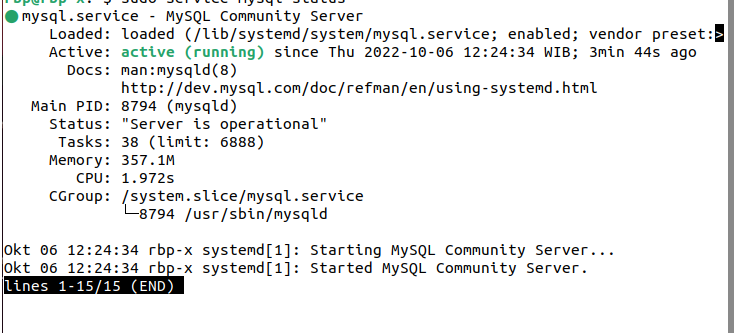 rbp@rbp-x:~$ sudo service mysql status
● mysql.service - MySQL Community Server
Loaded: loaded (/lib/systemd/system/mysql.service; enabled; vendor preset:>
Active: active (running) since Thu 2022-10-06 12:24:34 WIB; 3min 44s ago
Docs: man:mysqld(8)
http://dev.mysql.com/doc/refman/en/using-systemd.html
Main PID: 8794 (mysqld)
Status: "Server is operational"
Tasks: 38 (limit: 6888)
Memory: 357.1M
CPU: 1.972s
CGroup: /system.slice/mysql.service
└─8794 /usr/sbin/mysqld
Okt 06 12:24:34 rbp-x systemd[1]: Starting MySQL Community Server...
Okt 06 12:24:34 rbp-x systemd[1]: Started MySQL Community Server.
lines 1-15/15 (END)